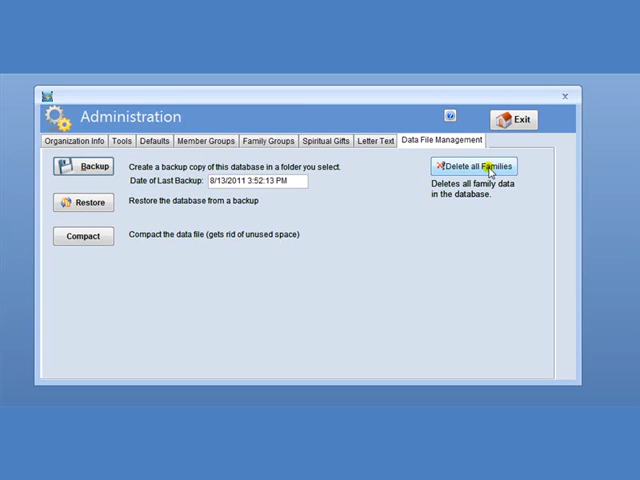 Administration
Exit
Organization Info Tools Defaults Member Groups Family Groups Spiritual Gifts Letter Text Data File Management
Backup Create a backup copy of this database in a folder you select.
Date of Last Backup: 8/13/2011 3:52:13 PM
Delete all Families
Deletes all family data
in the database.
Restore Restore the database from a backup
Compact Compact the data file (gets rid of unused space)